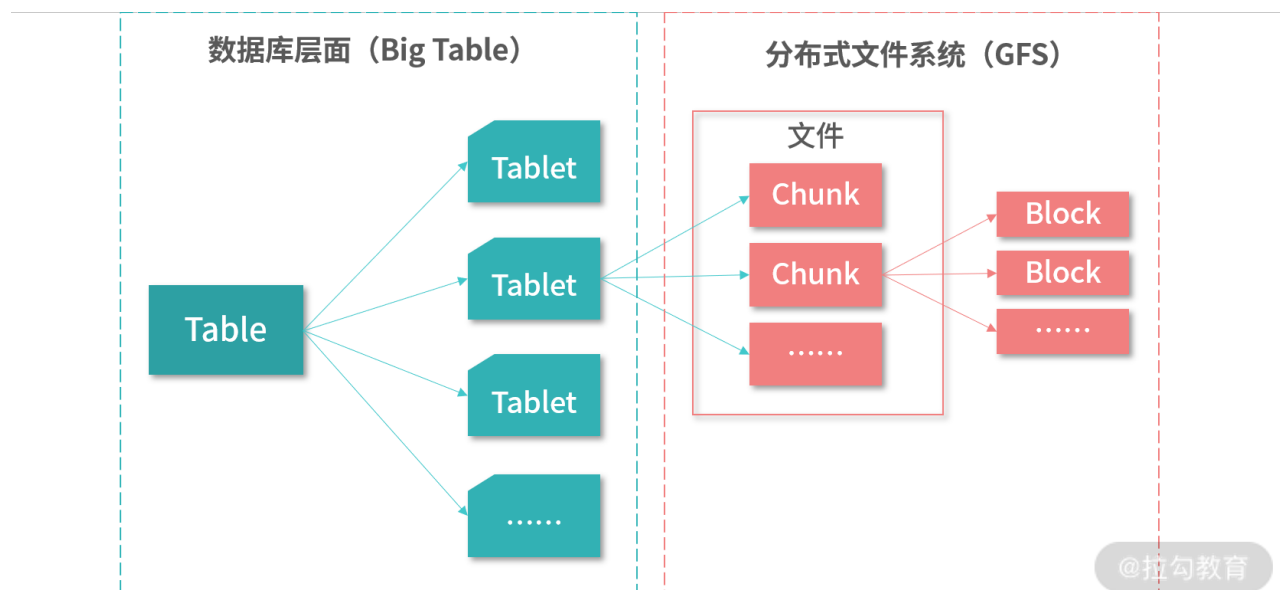 数据库层面（Big Table）
分布式文件系统（GFS）
文件
Tablet
Chunk
Block
Tablet
Chunk
Block
Table
……
……
Tablet
……
@拉勾教育